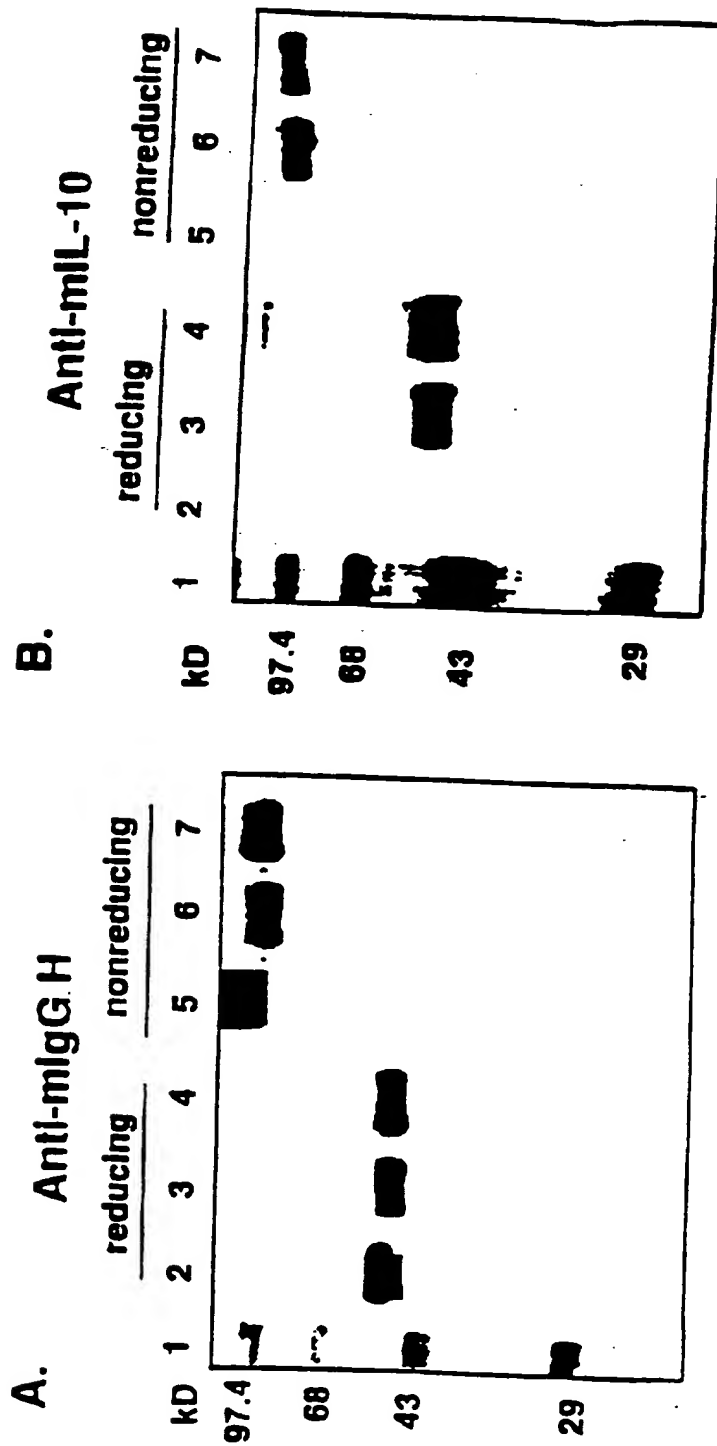 A.
Anti-mIgG.H
reducing nonreducing
kD 1 2 3 4 5 6 7
97.4
68
43
29
B.
Anti-mIL-10
reducing nonreducing
kD 1 2 3 4 5 6 7
97.4
68
43
29